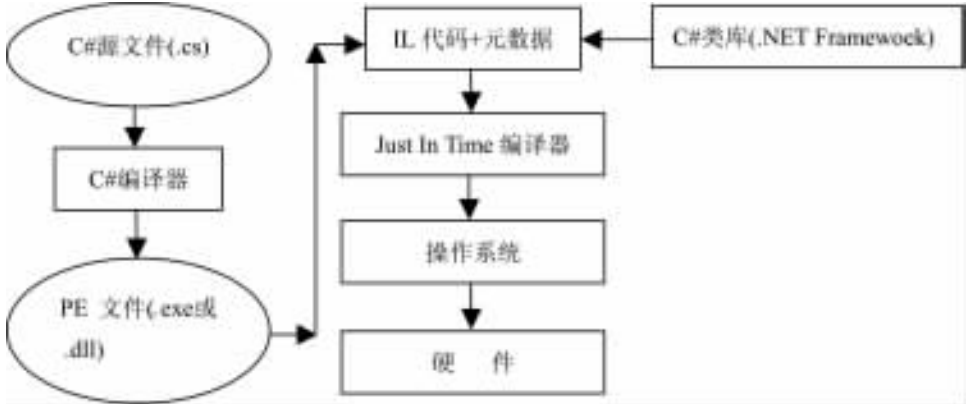 C#源文件(.cs)
C#编译器
PE 文件(.exe或
.dll)
IL 代码+元数据
C#类库(.NET Framewock)
Just In Time 编译器
操作系统
硬 件